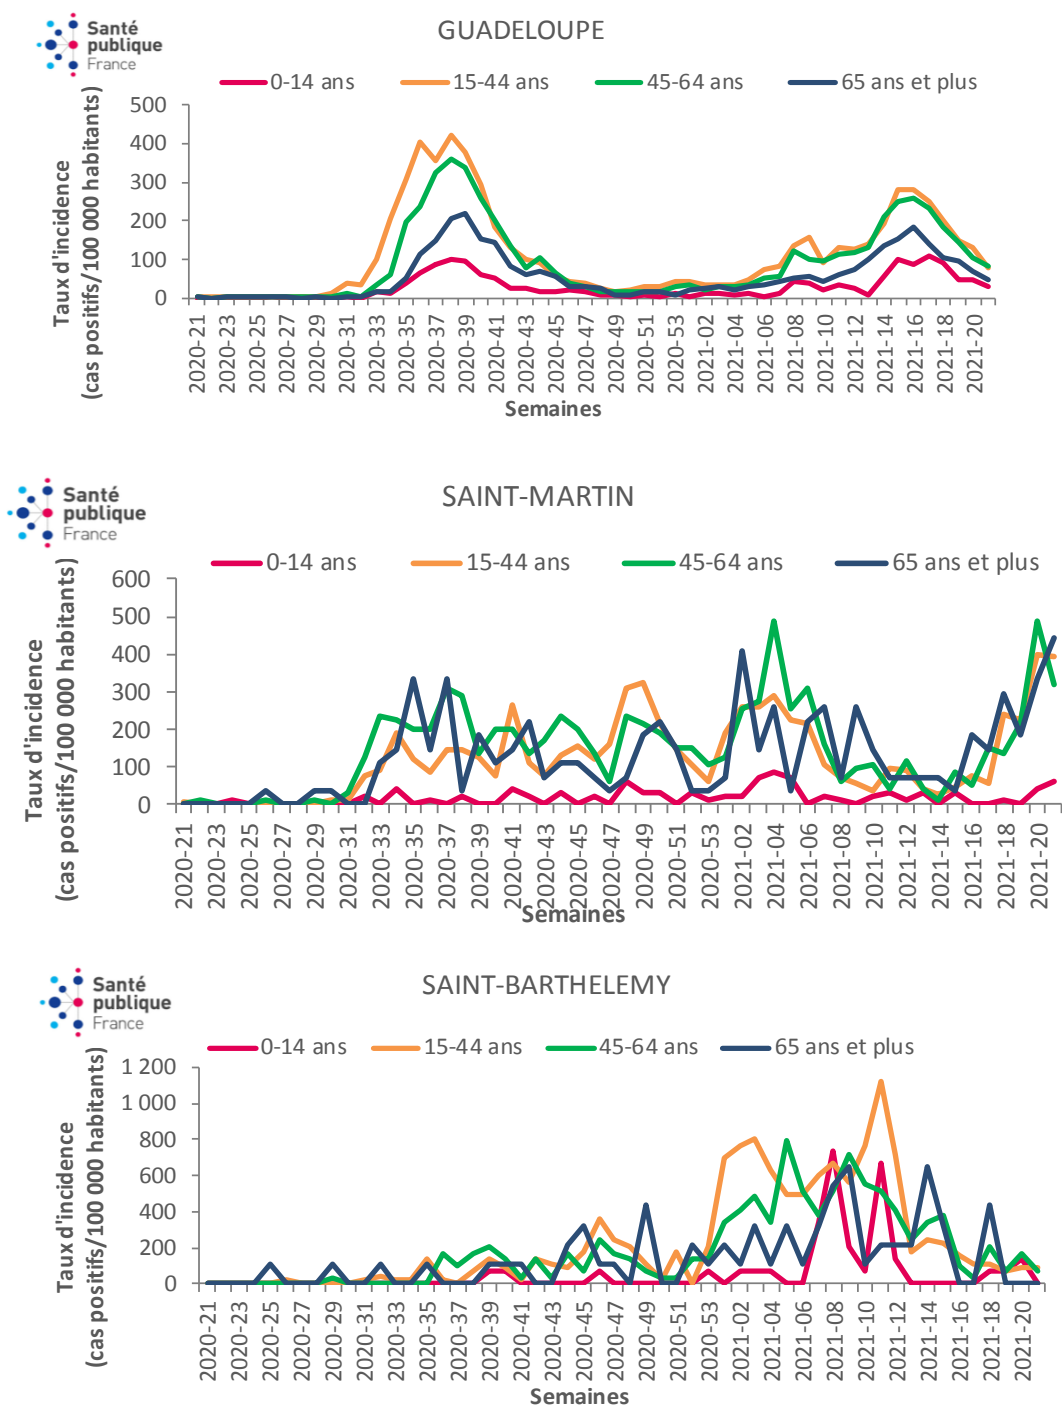 Santé
publique
France
GUADELOUPE
0-14 ans 15-44 ans 45-64 ans 65 ans et plus
Taux d'incidence
(cas positifs/100 000 habitants)
500
400
300
200
100
0
2020-21 2020-23 2020-25 2020-27 2020-29 2020-31 2020-33 2020-35 2020-37 2020-39 2020-41 2020-43 2020-45 2020-47 2020-49 2020-51 2020-53 2021-02 2021-04 2021-06 2021-08 2021-10 2021-12 2021-14 2021-16 2021-18 2021-20
Semaines
Santé
publique
France
SAINT-MARTIN
0-14 ans 15-44 ans 45-64 ans 65 ans et plus
Taux d'incidence
(cas positifs/100 000 habitants)
600
500
400
300
200
100
0
2020-21 2020-23 2020-25 2020-27 2020-29 2020-31 2020-33 2020-35 2020-37 2020-39 2020-41 2020-43 2020-45 2020-47 2020-49 2020-51 2020-53 2021-02 2021-04 2021-06 2021-08 2021-10 2021-12 2021-14 2021-16 2021-18 2021-20
Semaines
Santé
publique
France
SAINT-BARTHELEMY
0-14 ans 15-44 ans 45-64 ans 65 ans et plus
Taux d'incidence
(cas positifs/100 000 habitants)
1 200
1 000
800
600
400
200
0
2020-21 2020-23 2020-25 2020-27 2020-29 2020-31 2020-33 2020-35 2020-37 2020-39 2020-41 2020-43 2020-45 2020-47 2020-49 2020-51 2020-53 2021-02 2021-04 2021-06 2021-08 2021-10 2021-12 2021-14 2021-16 2021-18 2021-20
Semaines